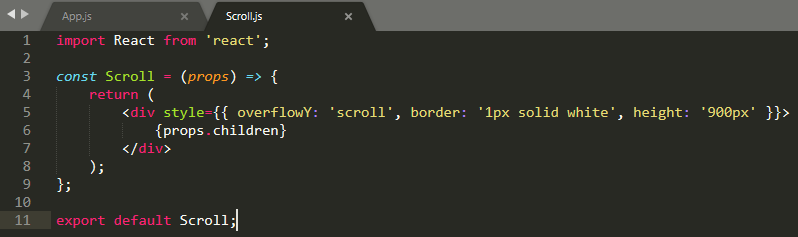 App.js × Scroll.js ×
1 import React from 'react';
2
3 const Scroll = (props) => {
4     return (
5         <div style={{ overflowY: 'scroll', border: '1px solid white', height: '900px' }}>
6             {props.children}
7         </div>
8     );
9 };
10
11 export default Scroll;